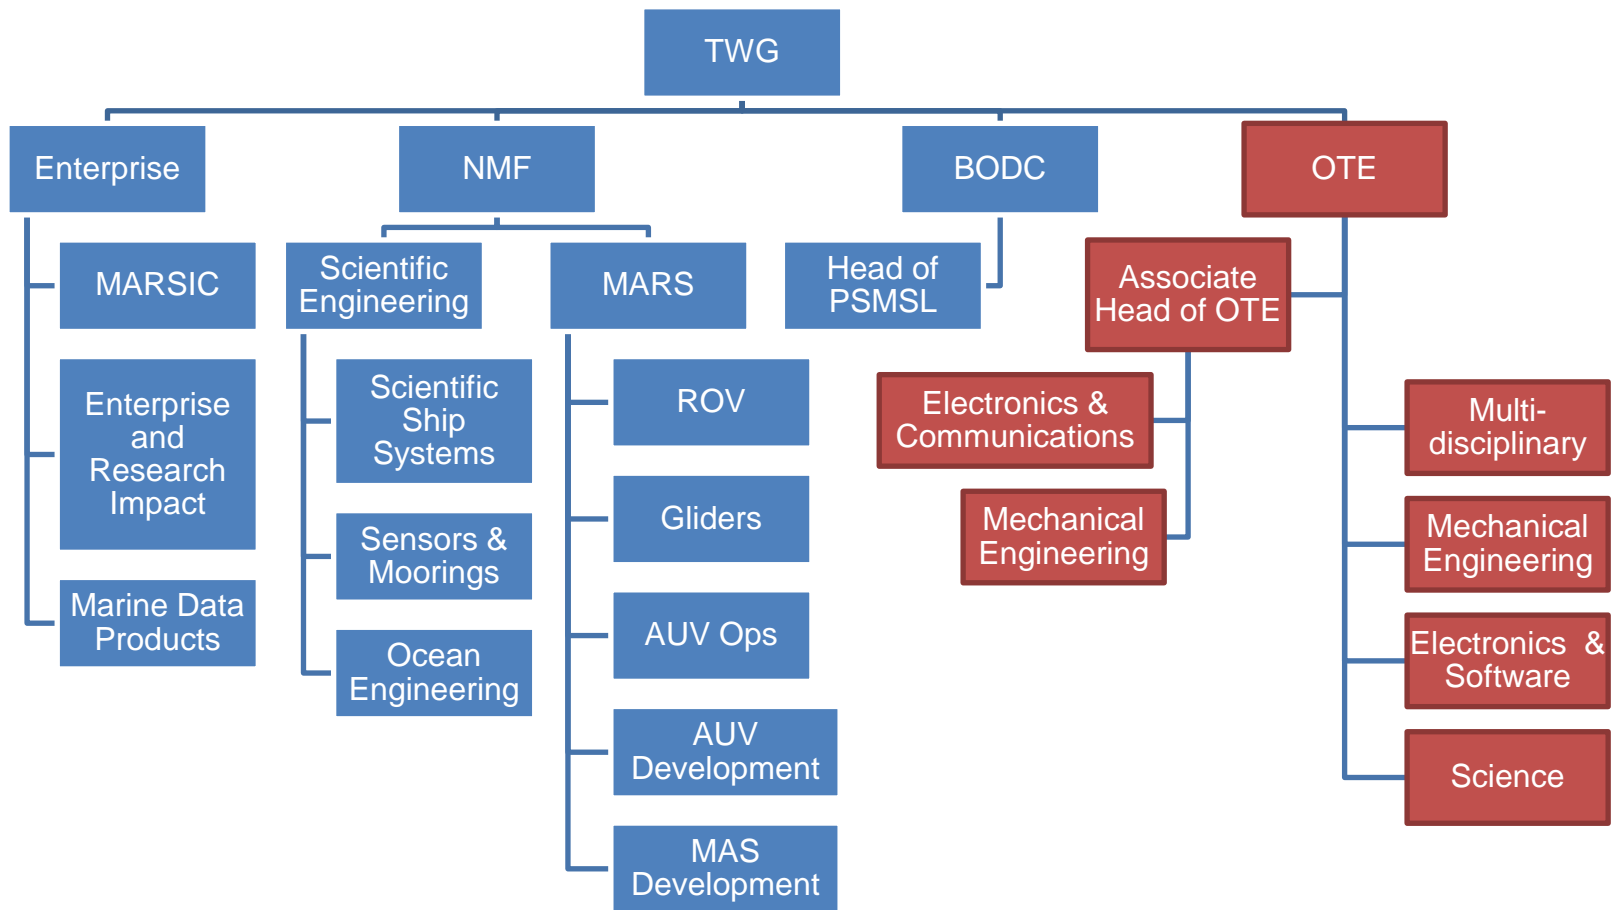 TWG
Enterprise
NMF
BODC
OTE
MARSIC
Enterprise
and
Research
Impact
Marine Data
Products
Scientific
Engineering
Scientific
Ship
Systems
Sensors &
Moorings
Ocean
Engineering
MARS
ROV
Gliders
AUV Ops
AUV
Development
MAS
Development
Head of
PSMSL
Associate
Head of OTE
Electronics &
Communications
Mechanical
Engineering
Multi-
disciplinary
Mechanical
Engineering
Electronics &
Software
Science